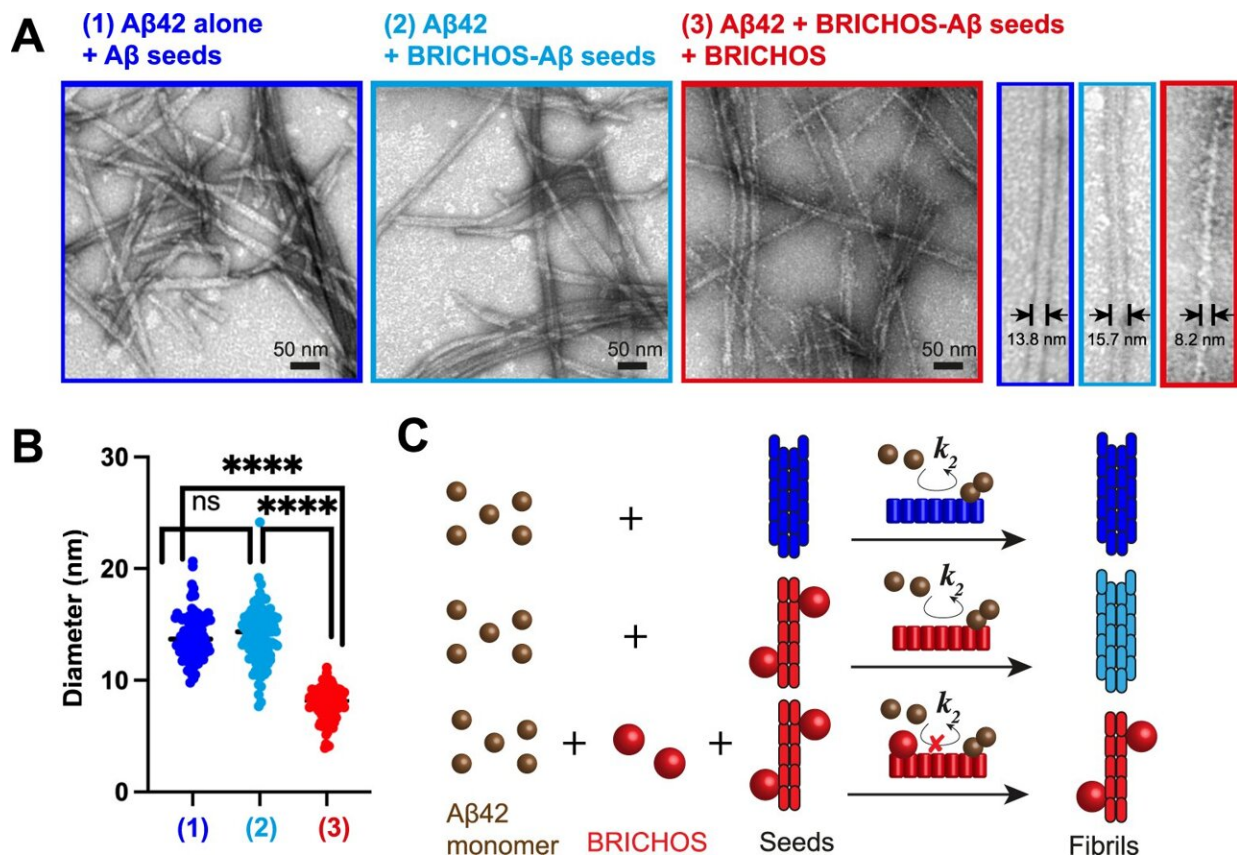 A
(1) Aβ42 alone
+ Aβ seeds
(2) Aβ42
+ BRICHOS-Aβ seeds
(3) Aβ42 + BRICHOS-Aβ seeds
+ BRICHOS
50 nm
50 nm
50 nm
13.8 nm
15.7 nm
8.2 nm
B
Diameter (nm)
30
20
10
0
****
ns
****
(1)
(2)
(3)
C
+
k2
+
k2
+
+
k2
Aβ42
monomer
BRICHOS
Seeds
Fibrils